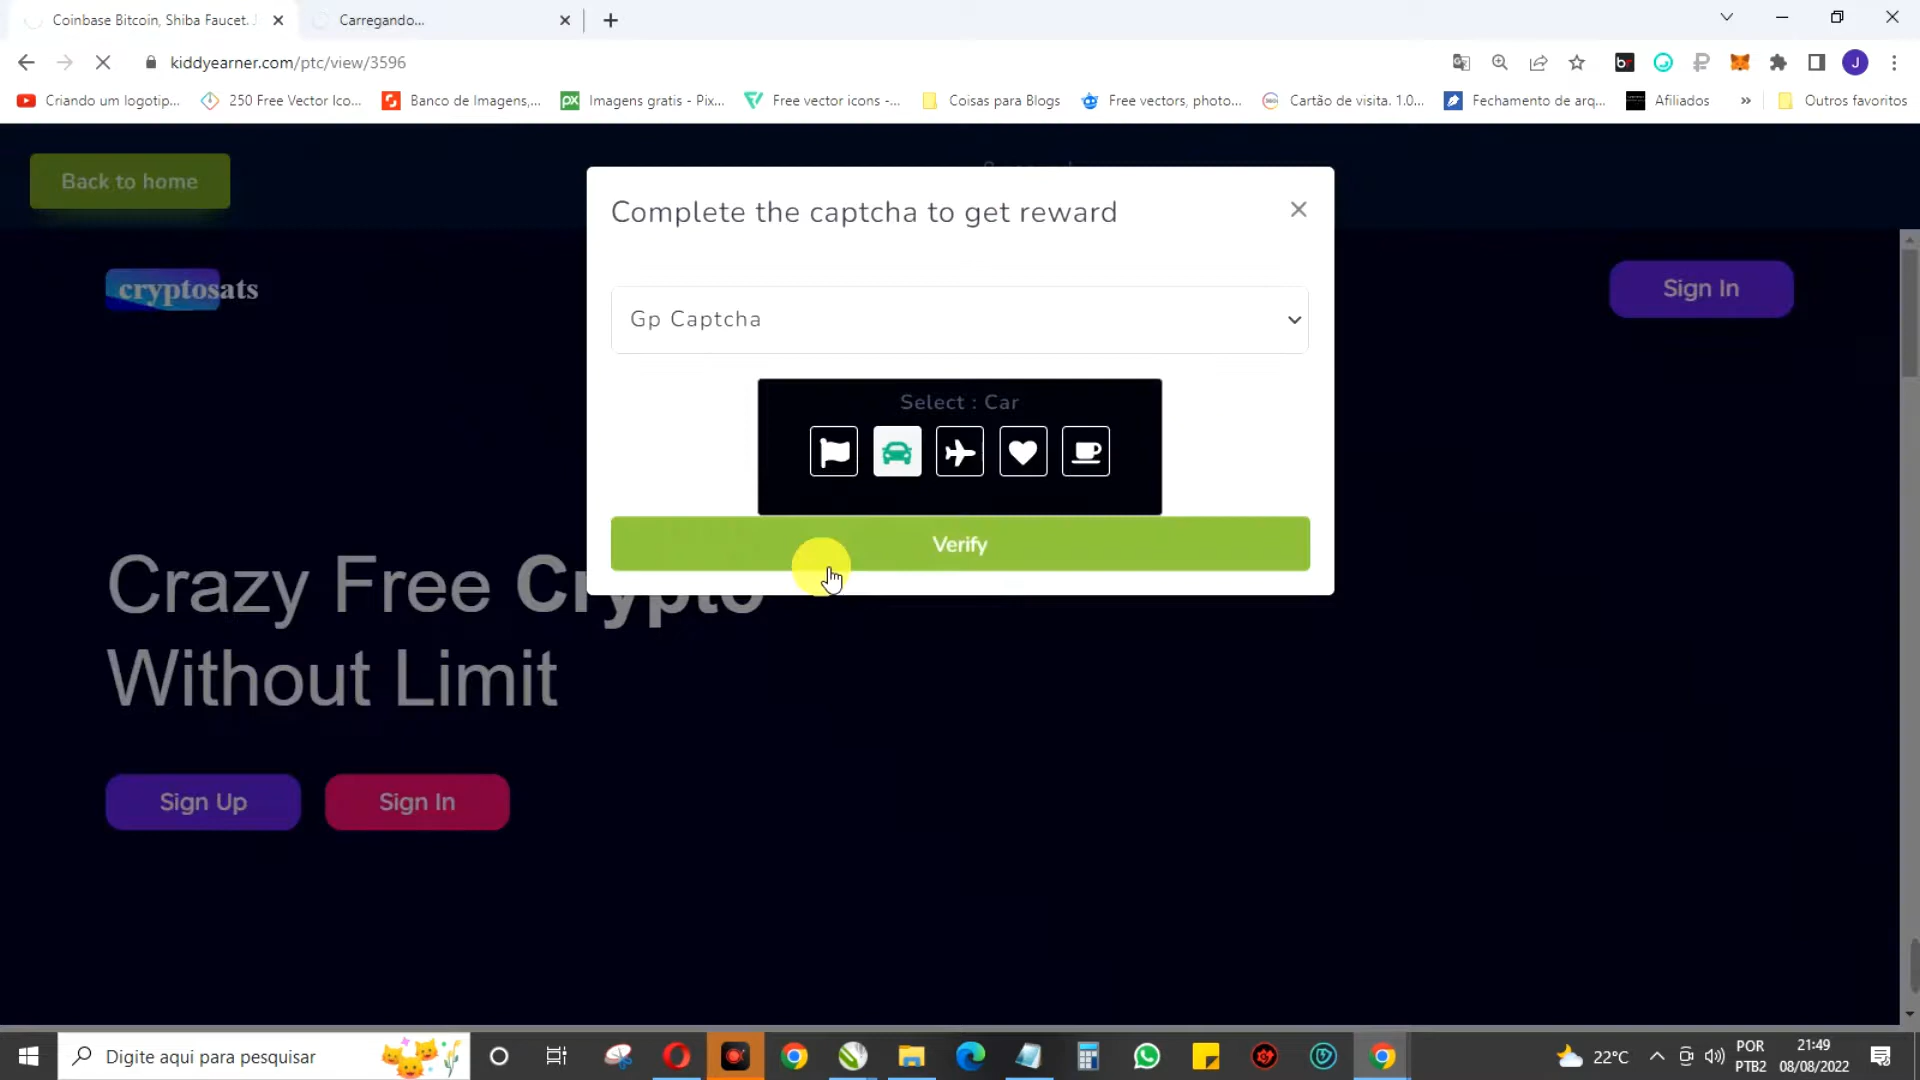 Coinbase Bitcoin, Shiba Faucet.
Carregando...
kiddyearner.com/ptc/view/3596
br
J
Criando um logotip...
250 Free Vector Ico...
Banco de Imagens,...
px
Imagens gratis - Pix...
Free vector icons -...
Coisas para Blogs
Free vectors, photo...
Cartão de visita. 1.0...
Fechamento de arq...
Afiliados
»
Outros favoritos
Back to home
Complete the captcha to get reward
cryptosats
Sign In
Gp Captcha
Select : Car
Verify
Crazy Free Crypto
Without Limit
Sign Up
Sign In
Digite aqui para pesquisar
22°C
POR
PTB2
21:49
08/08/2022